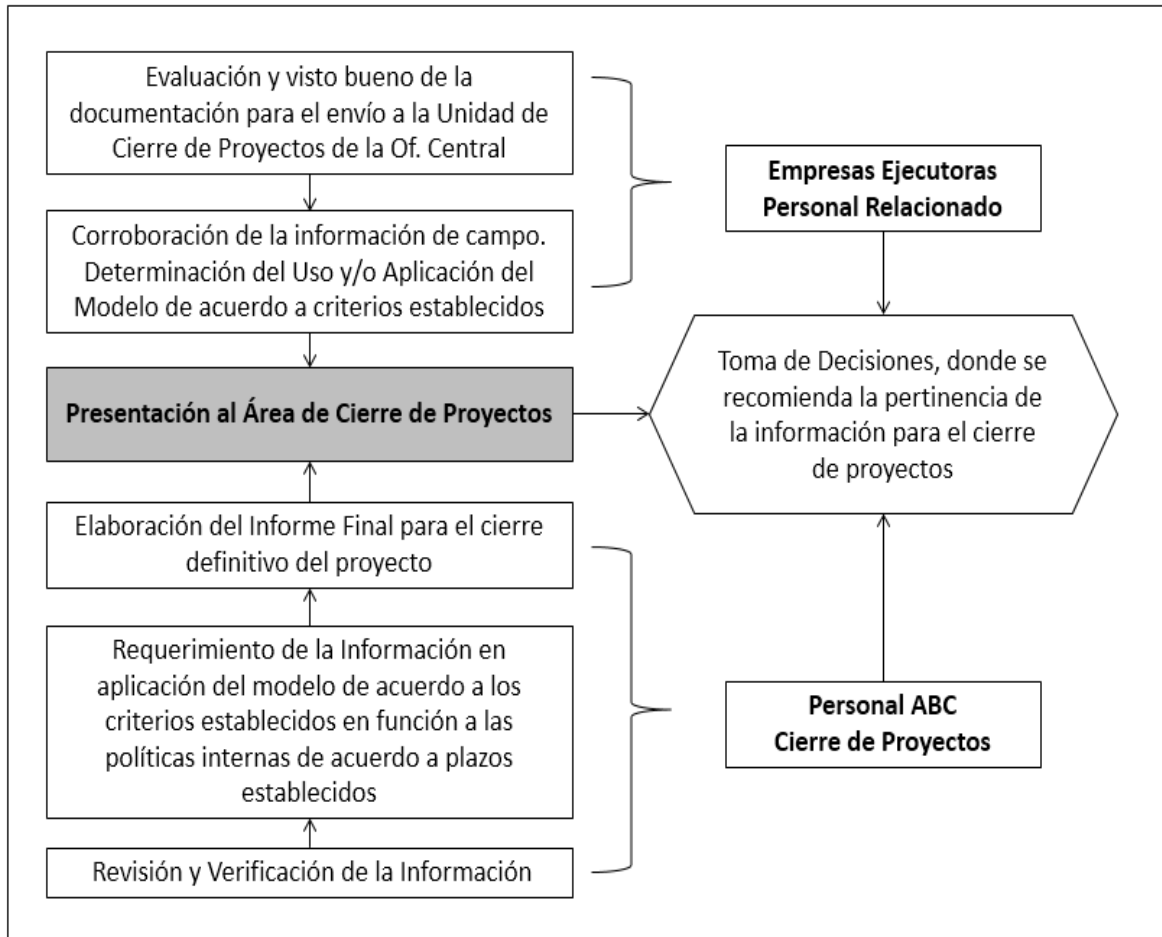 Evaluación y visto bueno de la
documentación para el envío a la Unidad de
Cierre de Proyectos de la Of. Central
Corroboración de la información de campo.
Determinación del Uso y/o Aplicación del
Modelo de acuerdo a criterios establecidos
Presentación al Área de Cierre de Proyectos
Elaboración del Informe Final para el cierre
definitivo del proyecto
Requerimiento de la Información en
aplicación del modelo de acuerdo a los
criterios establecidos en función a las
políticas internas de acuerdo a plazos
establecidos
Revisión y Verificación de la Información
Empresas Ejecutoras
Personal Relacionado
Toma de Decisiones, donde se
recomienda la pertinencia de
la información para el cierre
de proyectos
Personal ABC
Cierre de Proyectos